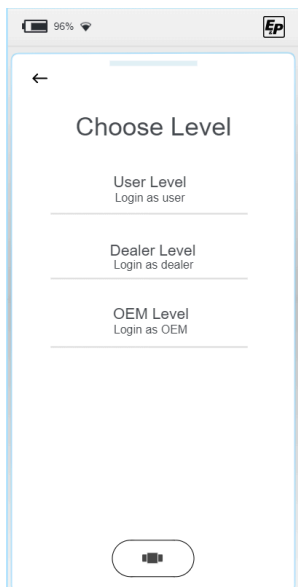 96%
EP
Choose Level
User Level
Login as user
Dealer Level
Login as dealer
OEM Level
Login as OEM